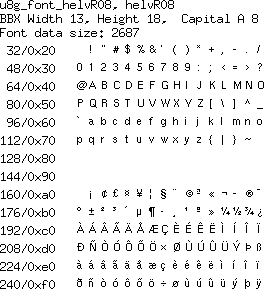 u8g_font_helvR08, helvR08
BBX Width 13, Height 18,  Capital A 8
Font data size: 2687
32/0x20 ! " # $ % & ' ( ) * + , - . /
48/0x30 0 1 2 3 4 5 6 7 8 9 : ; < = > ?
64/0x40 @ A B C D E F G H I J K L M N O
80/0x50 P Q R S T U V W X Y Z [ \ ] ^ _
96/0x60 ` a b c d e f g h i j k l m n o
112/0x70 p q r s t u v w x y z { | } ~
128/0x80
144/0x90
160/0xa0 ¡ ¢ £ ¤ ¥ ¦ § ¨ © ª « ¬ - ® ¯
176/0xb0 ° ± ² ³ ´ µ ¶ · ¸ ¹ º » ¼ ½ ¾ ¿
192/0xc0 À Á Â Ã Ä Å Æ Ç È É Ê Ë Ì Í Î Ï
208/0xd0 Ð Ñ Ò Ó Ô Õ Ö × Ø Ù Ú Û Ü Ý Þ ß
224/0xe0 à á â ã ä å æ ç è é ê ë ì í î ï
240/0xf0 ð ñ ò ó ô õ ö ÷ ø ù ú û ü ý þ ÿ